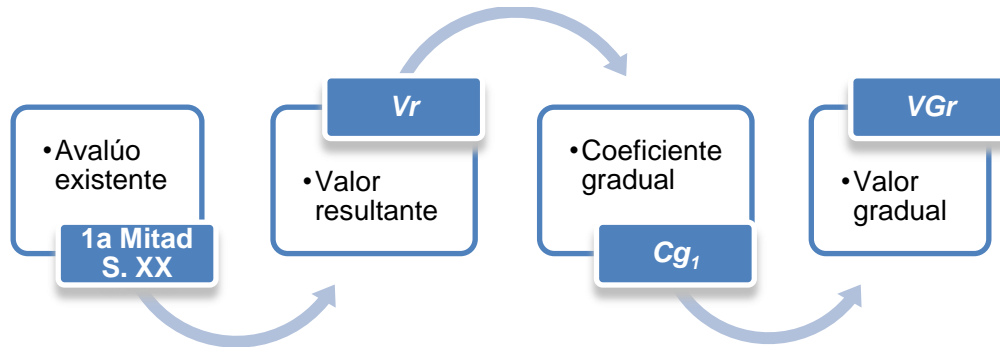 •Avalúo
existente
1a Mitad
S. XX
Vr
•Valor
resultante
•Coeficiente
gradual
Cg₁
VGr
•Valor
gradual